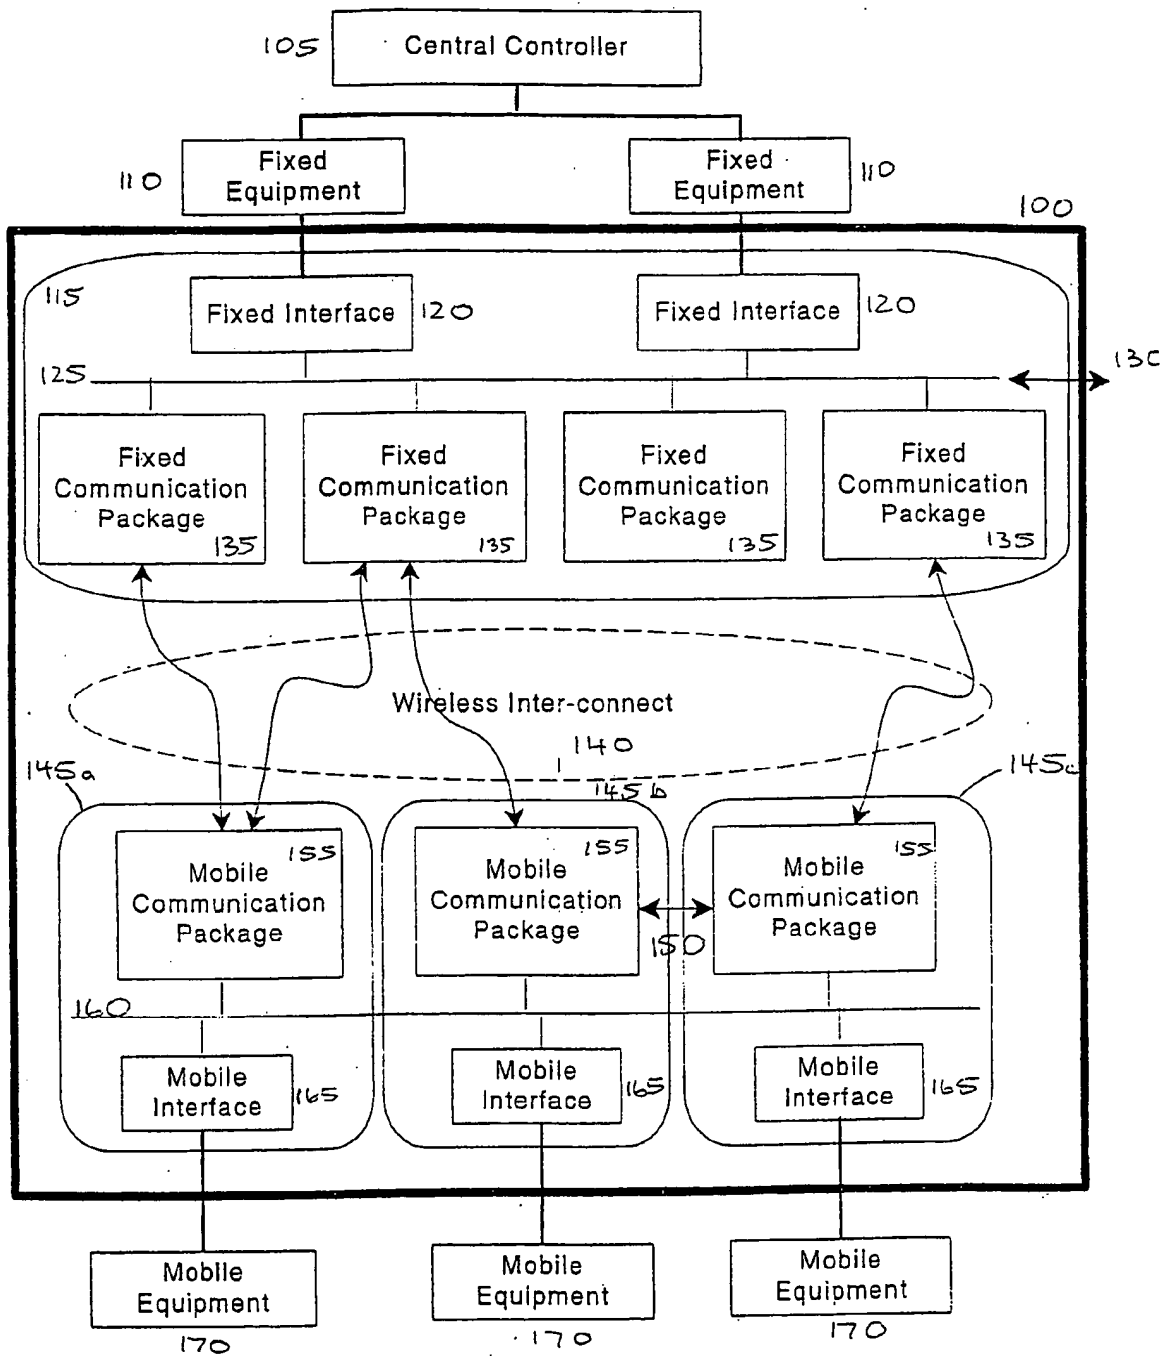 105 Central Controller
110 Fixed Equipment
Fixed Equipment 110
100
115
Fixed Interface 120
Fixed Interface 120
125
130
Fixed
Communication
Package
135
Fixed
Communication
Package
135
Fixed
Communication
Package
135
Fixed
Communication
Package
135
Wireless Inter-connect
140
145a
145b
145c
155
Mobile
Communication
Package
155
Mobile
Communication
Package
150
155
Mobile
Communication
Package
160
Mobile
Interface
165
Mobile
Interface
165
Mobile
Interface
165
Mobile
Equipment
170
Mobile
Equipment
170
Mobile
Equipment
170